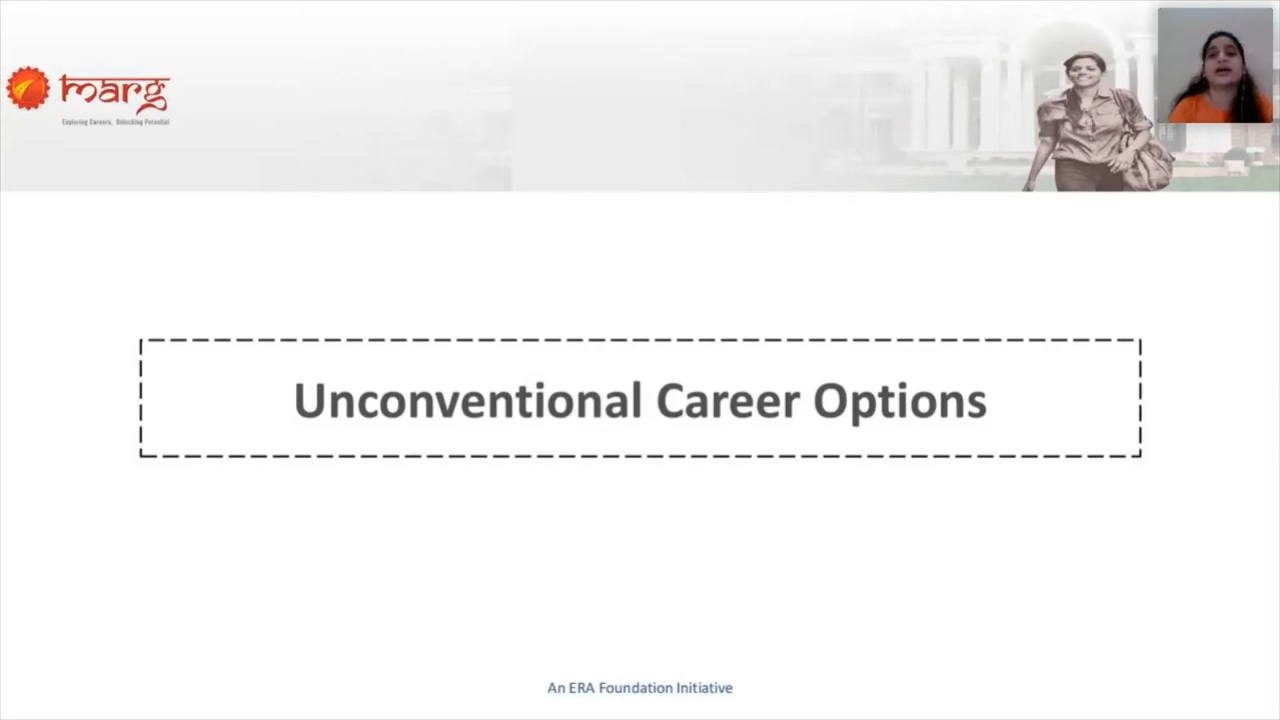 marg
Exploring Careers, Unlocking Potential
Unconventional Career Options
An ERA Foundation Initiative